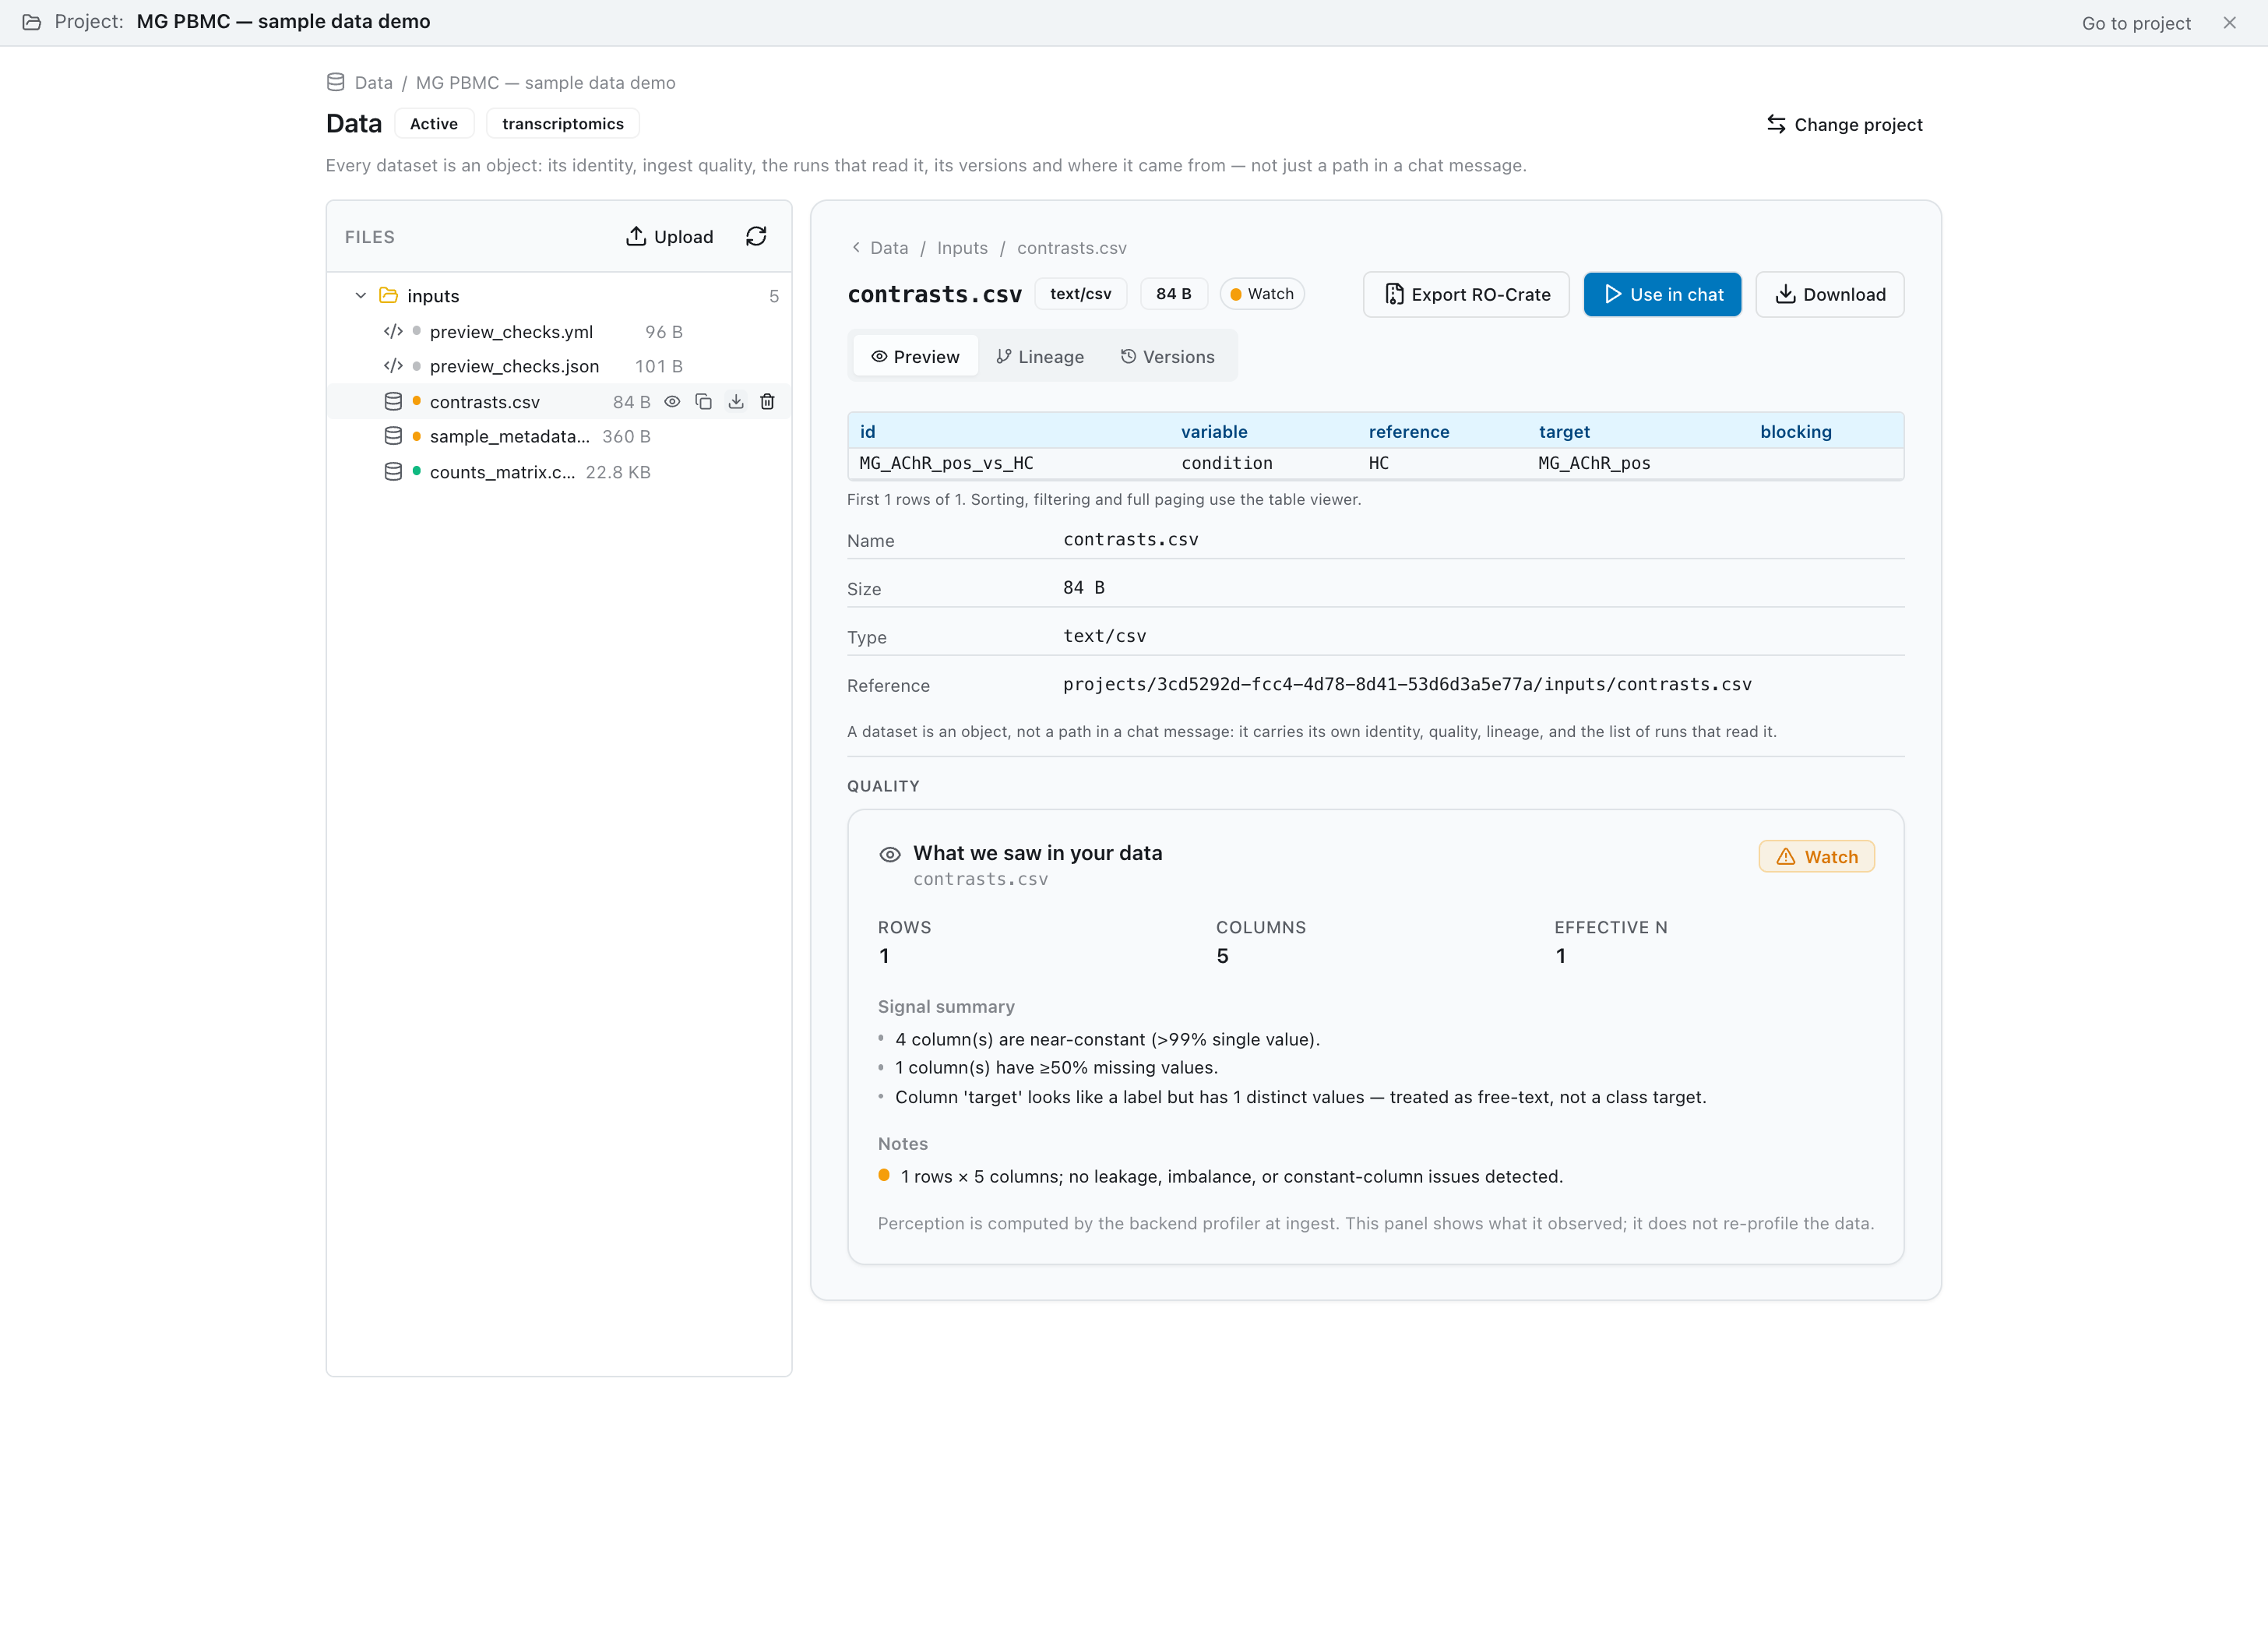 Project: MG PBMC — sample data demo
Go to project
Data / MG PBMC — sample data demo
Data Active transcriptomics
Change project
Every dataset is an object: its identity, ingest quality, the runs that read it, its versions and where it came from — not just a path in a chat message.
FILES Upload
inputs 5
preview_checks.yml 96 B
preview_checks.json 101 B
contrasts.csv 84 B
sample_metadata... 360 B
counts_matrix.c... 22.8 KB
Data / Inputs / contrasts.csv
contrasts.csv text/csv 84 B Watch
Export RO-Crate Use in chat Download
Preview Lineage Versions
id variable reference target blocking
MG_AChR_pos_vs_HC condition HC MG_AChR_pos
First 1 rows of 1. Sorting, filtering and full paging use the table viewer.
Name contrasts.csv
Size 84 B
Type text/csv
Reference projects/3cd5292d-fcc4-4d78-8d41-53d6d3a5e77a/inputs/contrasts.csv
A dataset is an object, not a path in a chat message: it carries its own identity, quality, lineage, and the list of runs that read it.
QUALITY
What we saw in your data
contrasts.csv
Watch
ROWS COLUMNS EFFECTIVE N
1 5 1
Signal summary
• 4 column(s) are near-constant (>99% single value).
• 1 column(s) have ≥50% missing values.
• Column 'target' looks like a label but has 1 distinct values — treated as free-text, not a class target.
Notes
1 rows × 5 columns; no leakage, imbalance, or constant-column issues detected.
Perception is computed by the backend profiler at ingest. This panel shows what it observed; it does not re-profile the data.